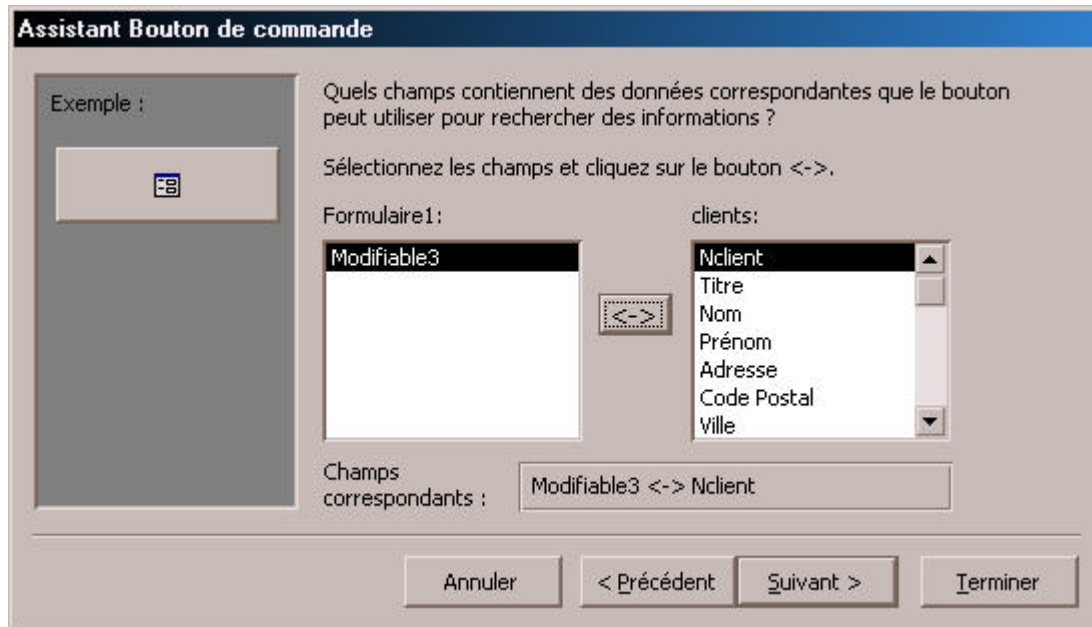 Assistant Bouton de commande
Exemple :
Quels champs contiennent des données correspondantes que le bouton
peut utiliser pour rechercher des informations ?
Sélectionnez les champs et cliquez sur le bouton <->.
Formulaire1:
clients:
Modifiable3
<->
Nclient
Titre
Nom
Prénom
Adresse
Code Postal
Ville
Champs
correspondants :
Modifiable3 <-> Nclient
Annuler
< Précédent
Suivant >
Terminer